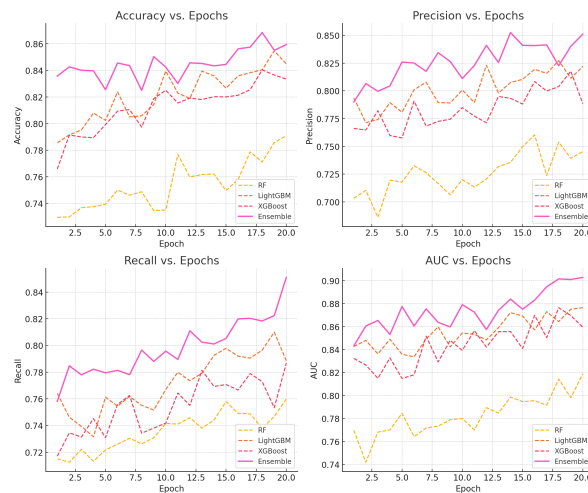 Accuracy vs. Epochs
Accuracy
0.86
0.84
0.82
0.80
0.78
0.76
0.74
2.5 5.0 7.5 10.0 12.5 15.0 17.5 20.0
Epoch
RF
LightGBM
XGBoost
Ensemble
Precision vs. Epochs
Precision
0.850
0.825
0.800
0.775
0.750
0.725
0.700
2.5 5.0 7.5 10.0 12.5 15.0 17.5 20.0
Epoch
RF
LightGBM
XGBoost
Ensemble
Recall vs. Epochs
Recall
0.84
0.82
0.80
0.78
0.76
0.74
0.72
2.5 5.0 7.5 10.0 12.5 15.0 17.5 20.0
Epoch
RF
LightGBM
XGBoost
Ensemble
AUC vs. Epochs
AUC
0.90
0.88
0.86
0.84
0.82
0.80
0.78
0.76
0.74
2.5 5.0 7.5 10.0 12.5 15.0 17.5 20.0
Epoch
RF
LightGBM
XGBoost
Ensemble